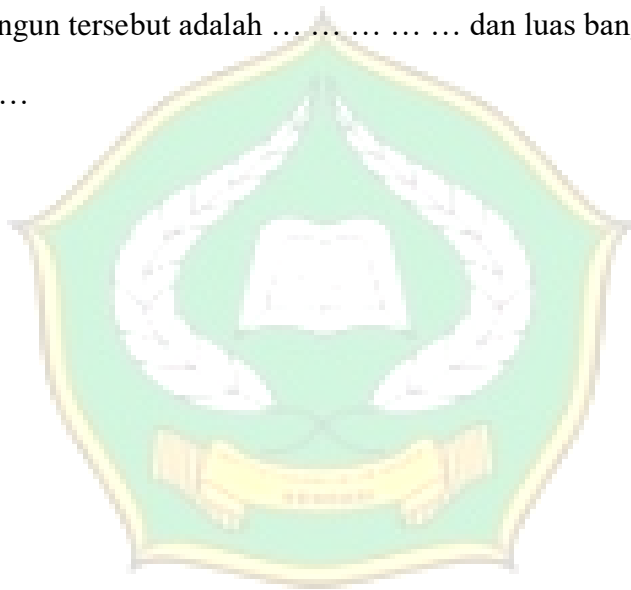 ngun tersebut adalah … … … … … dan luas ban
…